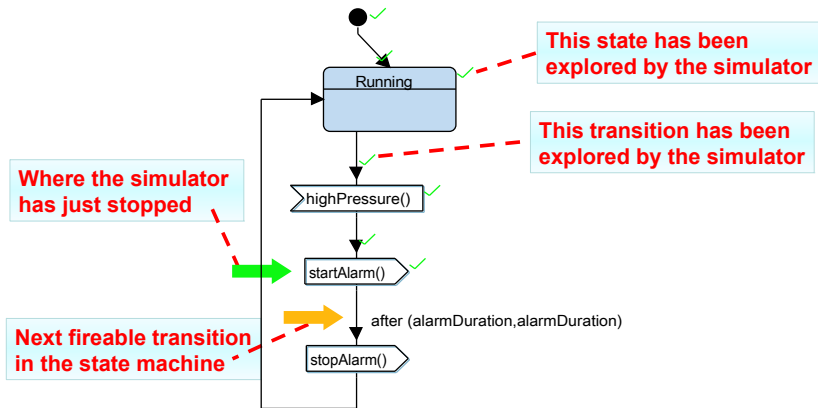 This state has been
explored by the simulator
Running
This transition has been
explored by the simulator
Where the simulator
has just stopped
highPressure()
startAlarm()
after (alarmDuration,alarmDuration)
Next fireable transition
in the state machine
stopAlarm()